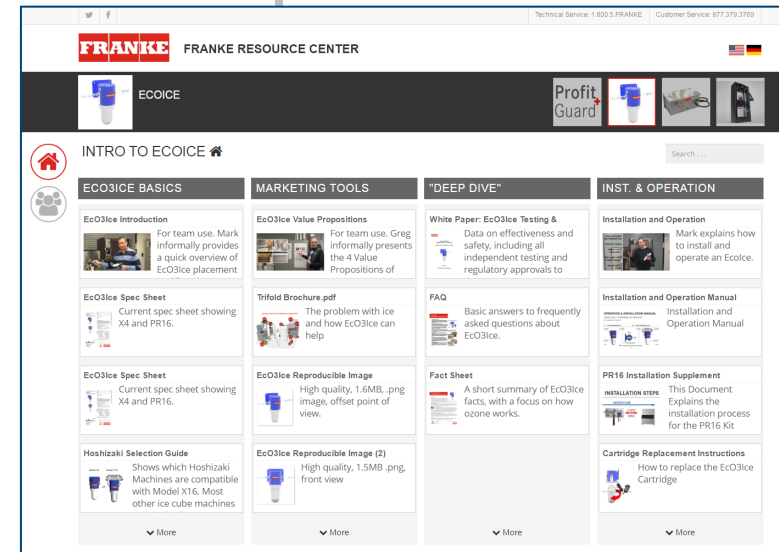 Technical Service: 1.800.5.FRANKE
Customer Service: 877.379.3769
FRANKE
FRANKE RESOURCE CENTER
ECOICE
Profit
Guard
INTRO TO ECOICE
Search . . .
ECO3ICE BASICS
EcO3Ice Introduction
For team use. Mark
informally provides
a quick overview of
EcO3Ice placement
EcO3Ice Spec Sheet
Current spec sheet showing
X4 and PR16.
EcO3Ice Spec Sheet
Current spec sheet showing
X4 and PR16.
Hoshizaki Selection Guide
Shows which Hoshizaki
Machines are compatible
with Model X16. Most
other ice cube machines
More
MARKETING TOOLS
EcO3Ice Value Propositions
For team use. Greg
informally presents
the 4 Value
Propositions of
Trifold Brochure.pdf
The problem with ice
and how EcO3Ice can
help
EcO3Ice Reproducible Image
High quality, 1.6MB, .png
image, offset point of
view.
EcO3Ice Reproducible Image (2)
High quality, 1.5MB .png,
front view
More
"DEEP DIVE"
White Paper: EcO3Ice Testing &
Data on effectiveness and
safety, including all
independent testing and
regulatory approvals to
FAQ
Basic answers to frequently
asked questions about
EcO3Ice.
Fact Sheet
A short summary of EcO3Ice
facts, with a focus on how
ozone works.
More
INST. & OPERATION
Installation and Operation
Mark explains how
to install and
operate an EcoIce.
Installation and Operation Manual
OPERATION & INSTALLATION MANUAL
Installation and
Operation Manual
PR16 Installation Supplement
INSTALLATION STEPS
This Document
Explains the
installation process
for the PR16 Kit
Cartridge Replacement Instructions
How to replace the EcO3Ice
Cartridge
More